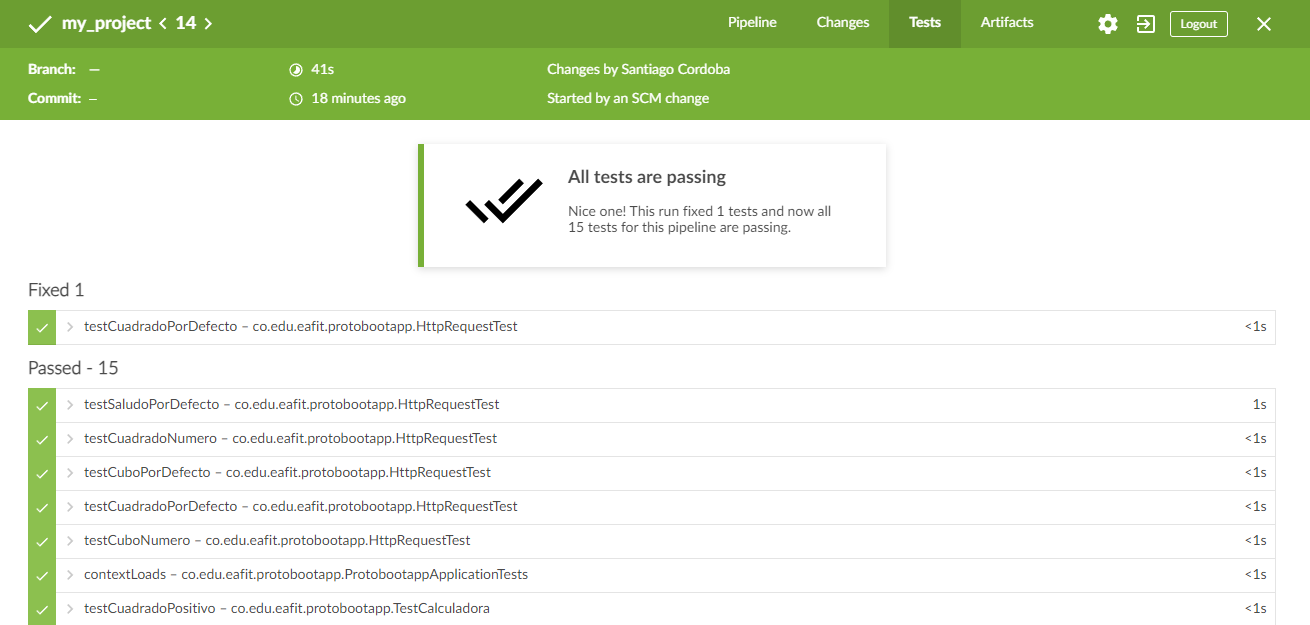 my_project < 14 > Pipeline Changes Tests Artifacts Logout
Branch: — 41s Changes by Santiago Cordoba
Commit: – 18 minutes ago Started by an SCM change
All tests are passing
Nice one! This run fixed 1 tests and now all
15 tests for this pipeline are passing.
Fixed 1
testCuadradoPorDefecto – co.edu.eafit.protobootapp.HttpRequestTest <1s
Passed - 15
testSaludoPorDefecto – co.edu.eafit.protobootapp.HttpRequestTest 1s
testCuadradoNumero – co.edu.eafit.protobootapp.HttpRequestTest <1s
testCuboPorDefecto – co.edu.eafit.protobootapp.HttpRequestTest <1s
testCuadradoPorDefecto – co.edu.eafit.protobootapp.HttpRequestTest <1s
testCuboNumero – co.edu.eafit.protobootapp.HttpRequestTest <1s
contextLoads – co.edu.eafit.protobootapp.ProtobootappApplicationTests <1s
testCuadradoPositivo – co.edu.eafit.protobootapp.TestCalculadora <1s